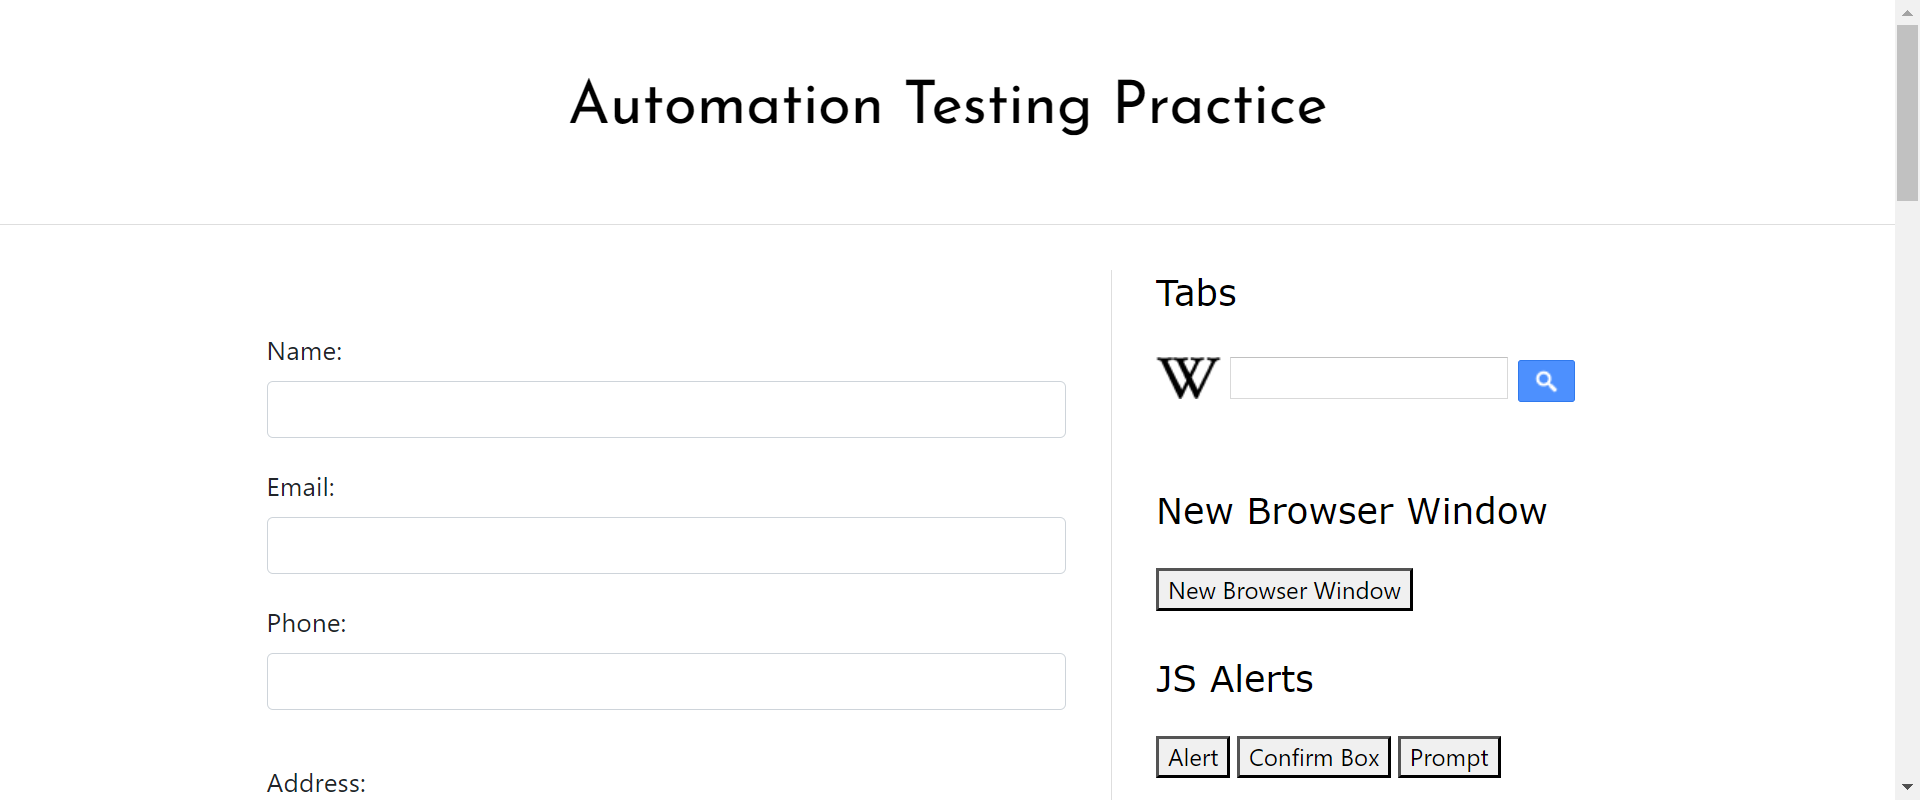 Automation Testing Practice
Name:
Email:
Phone:
Address:
Tabs
W
New Browser Window
New Browser Window
JS Alerts
Alert Confirm Box Prompt